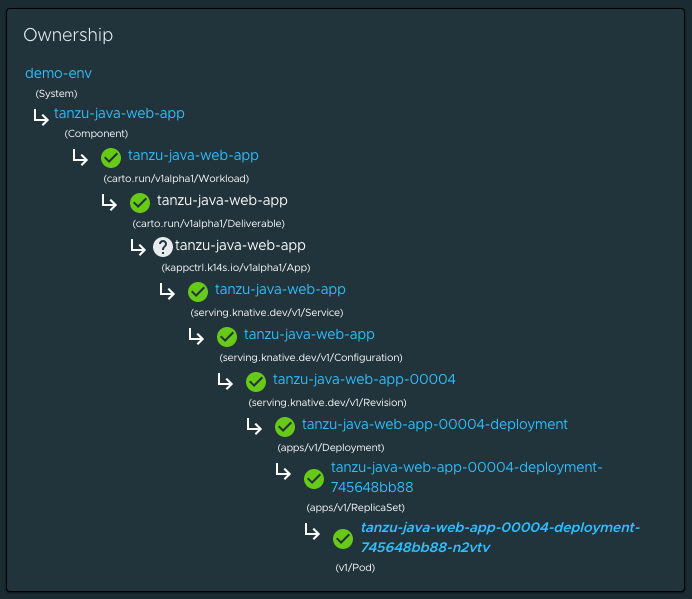 Ownership
demo-env
(System)
tanzu-java-web-app
(Component)
tanzu-java-web-app
(carto.run/v1alpha1/Workload)
tanzu-java-web-app
(carto.run/v1alpha1/Deliverable)
tanzu-java-web-app
(kappctrl.k14s.io/v1alpha1/App)
tanzu-java-web-app
(serving.knative.dev/v1/Service)
tanzu-java-web-app
(serving.knative.dev/v1/Configuration)
tanzu-java-web-app-00004
(serving.knative.dev/v1/Revision)
tanzu-java-web-app-00004-deployment
(apps/v1/Deployment)
tanzu-java-web-app-00004-deployment-
745648bb88
(apps/v1/ReplicaSet)
tanzu-java-web-app-00004-deployment-
745648bb88-n2vtv
(v1/Pod)